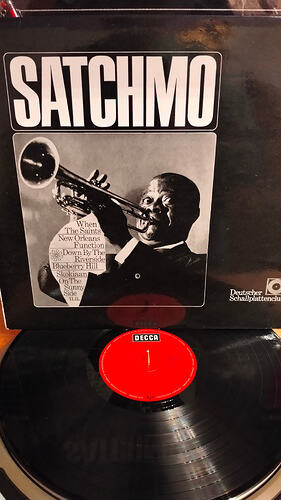 SATCHMO
When
The Saints
New Orleans
Function
Down By The
Riverside
Blueberry Hill
Skokiaan
On The
Sunny
Side
u.a.
Deutscher
Schallplattenclu
DECCA